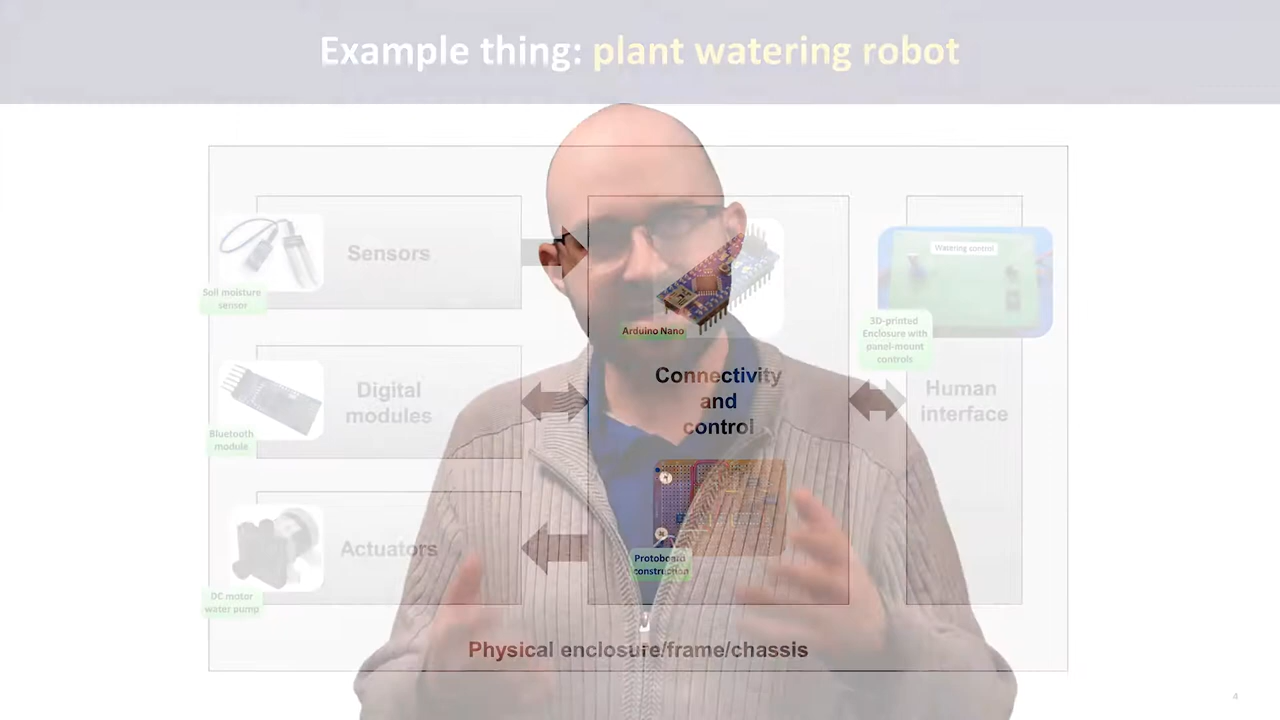 Example thing: plant watering robot
Sensors
Soil moisture
sensor
Digital
modules
Bluetooth
module
Actuators
DC motor
water pump
Arduino Nano
Connectivity
and
control
Protoboard
construction
Watering control
3D-printed
Enclosure with
panel-mount
controls
Human
interface
Physical enclosure/frame/chassis
4